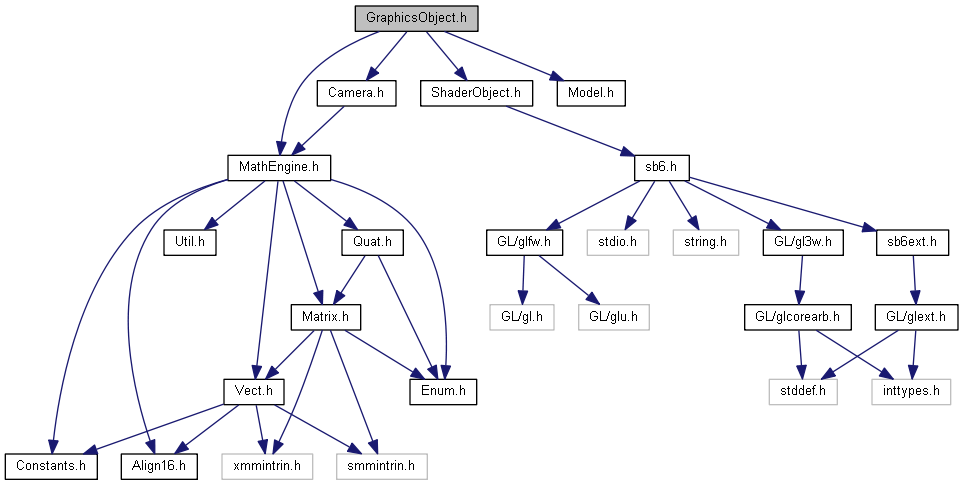 GraphicsObject.h
Camera.h
ShaderObject.h
Model.h
MathEngine.h
sb6.h
Util.h
Quat.h
GL/glfw.h
stdio.h
string.h
GL/gl3w.h
sb6ext.h
Matrix.h
GL/gl.h
GL/glu.h
GL/glcorearb.h
GL/glext.h
Vect.h
Enum.h
stddef.h
inttypes.h
Constants.h
Align16.h
xmmintrin.h
smmintrin.h